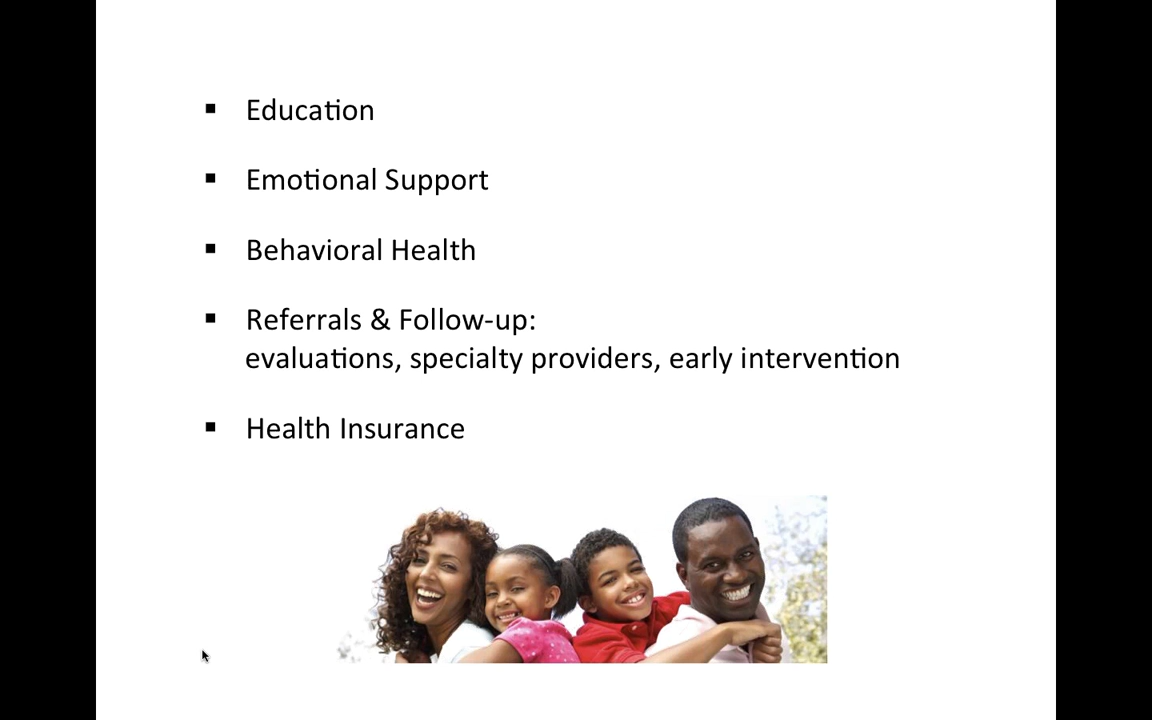 ▪ Education
▪ Emotional Support
▪ Behavioral Health
▪ Referrals & Follow-up:
evaluations, specialty providers, early intervention
▪ Health Insurance